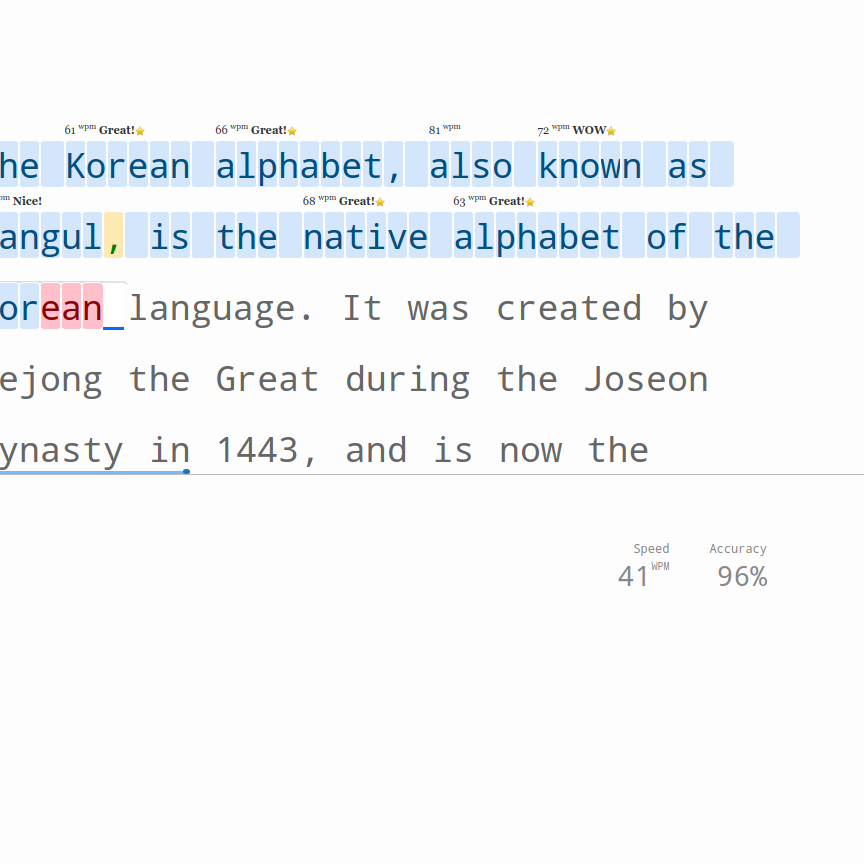 61 wpm Great!⭐ 66 wpm Great!⭐ 81 wpm 72 wpm WOW⭐
he Korean alphabet, also known as
pm Nice! 68 wpm Great!⭐ 63 wpm Great!⭐
angul, is the native alphabet of the
orean language. It was created by
ejong the Great during the Joseon
ynasty in 1443, and is now the
Speed Accuracy
41 WPM 96%